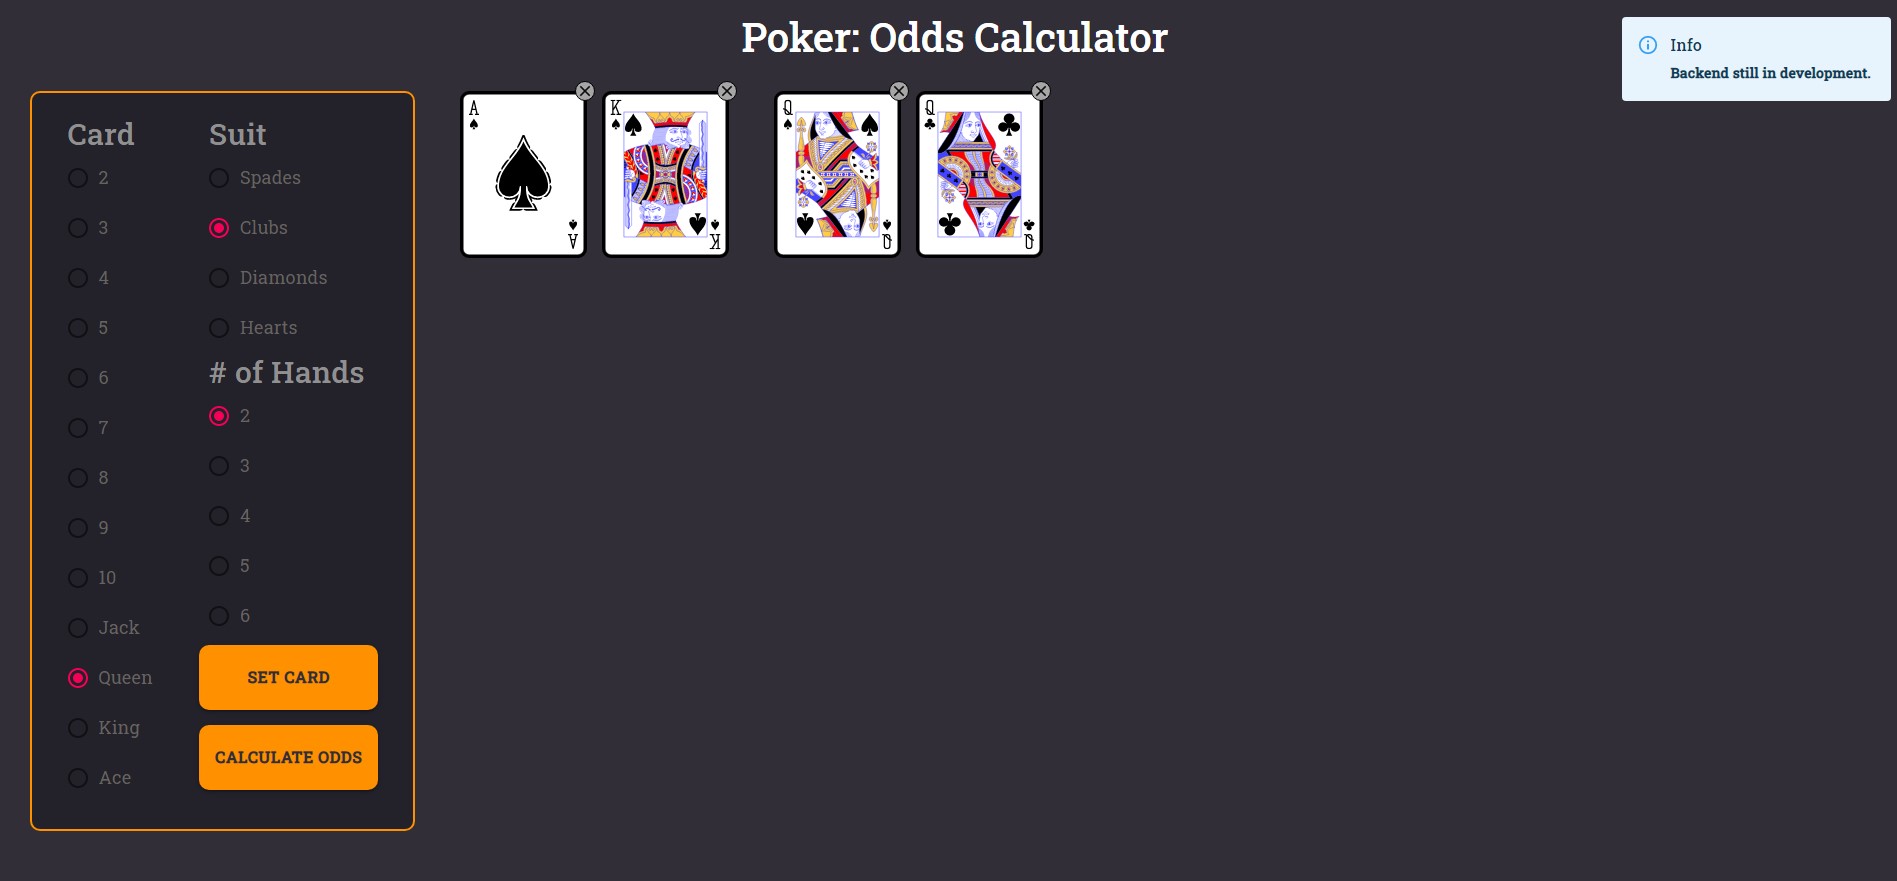 Poker: Odds Calculator
Info
Backend still in development.
Card
2
3
4
5
6
7
8
9
10
Jack
Queen
King
Ace
Suit
Spades
Clubs
Diamonds
Hearts
# of Hands
2
3
4
5
6
SET CARD
CALCULATE ODDS
A
A
K
K
Q
Q
Q
Q